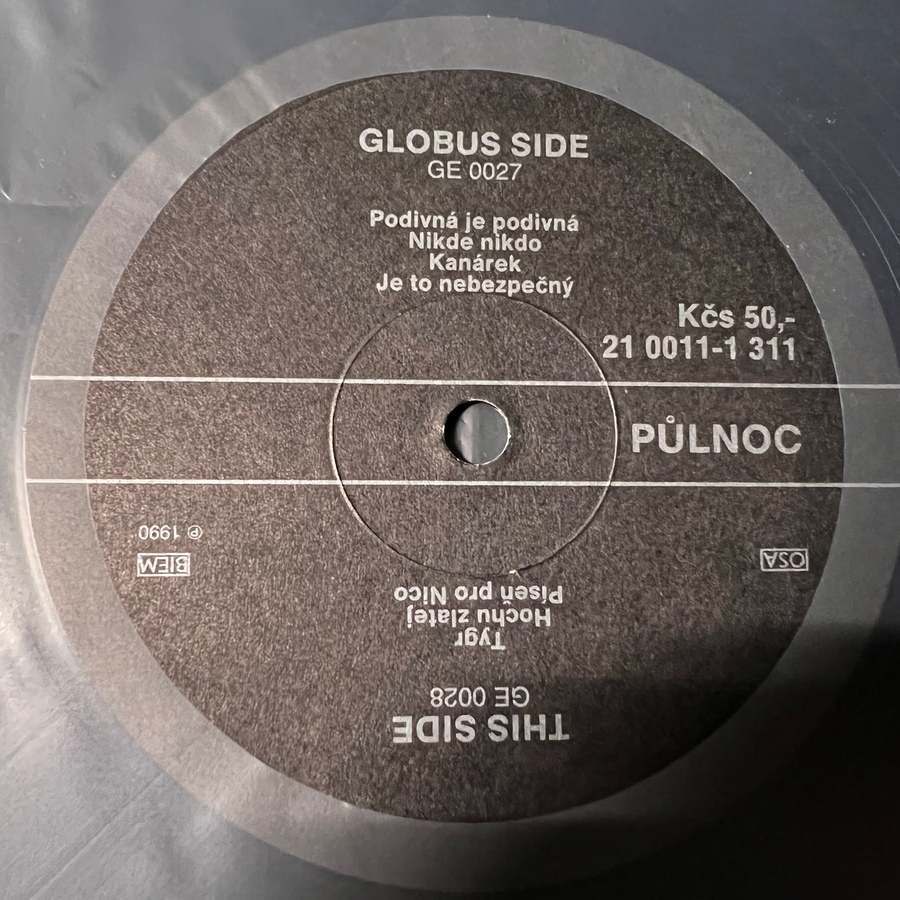 GLOBUS SIDE
GE 0027
Podivná je podivná
Nikde nikdo
Kanárek
Je to nebezpečný
Kčs 50,-
21 0011-1 311
PŮLNOC
THIS SIDE
GE 0028
Tygr
Hochu zlatej
Píseň pro Nico
OSA
BIEM
℗ 1990